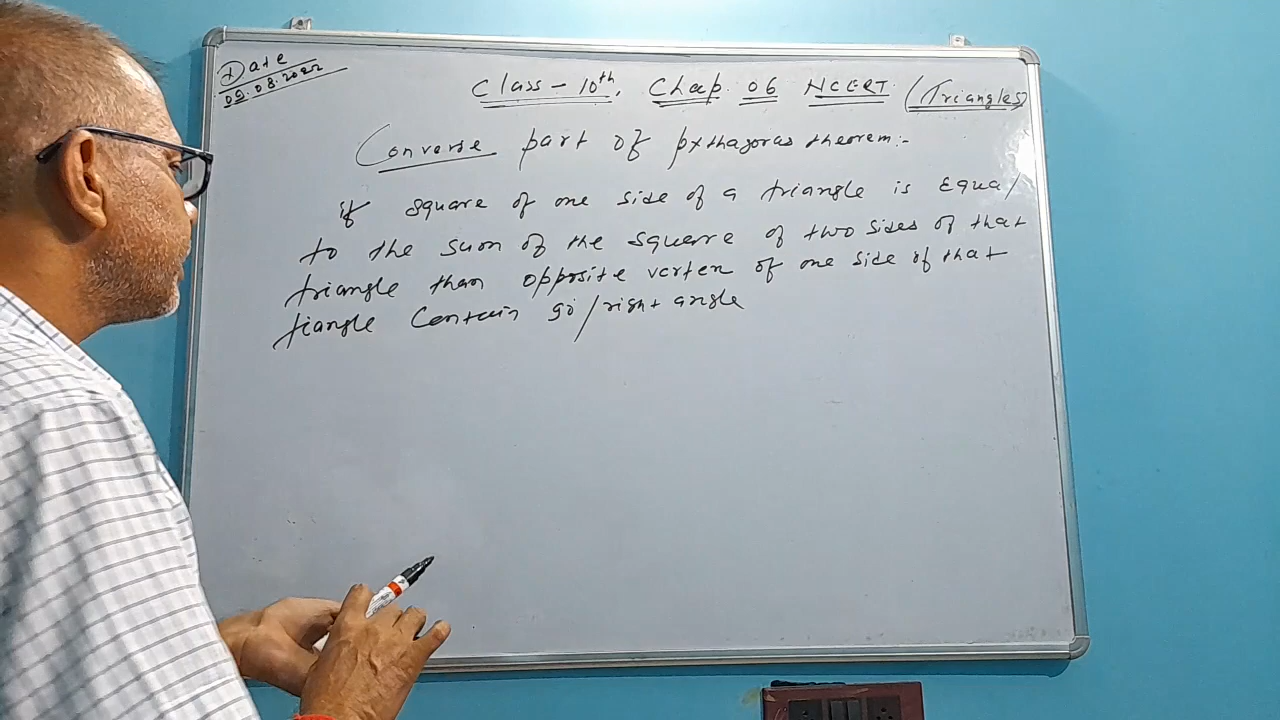 Date
09.08.2022
Class - 10th, Chap 06 NCERT (Triangles)
Converse part of pythagoras theorem:-
if square of one side of a triangle is equal
to the sum of the square of two sides of that
triangle than opposite vertex of one side of that
tiangle Contain 90°/right angle